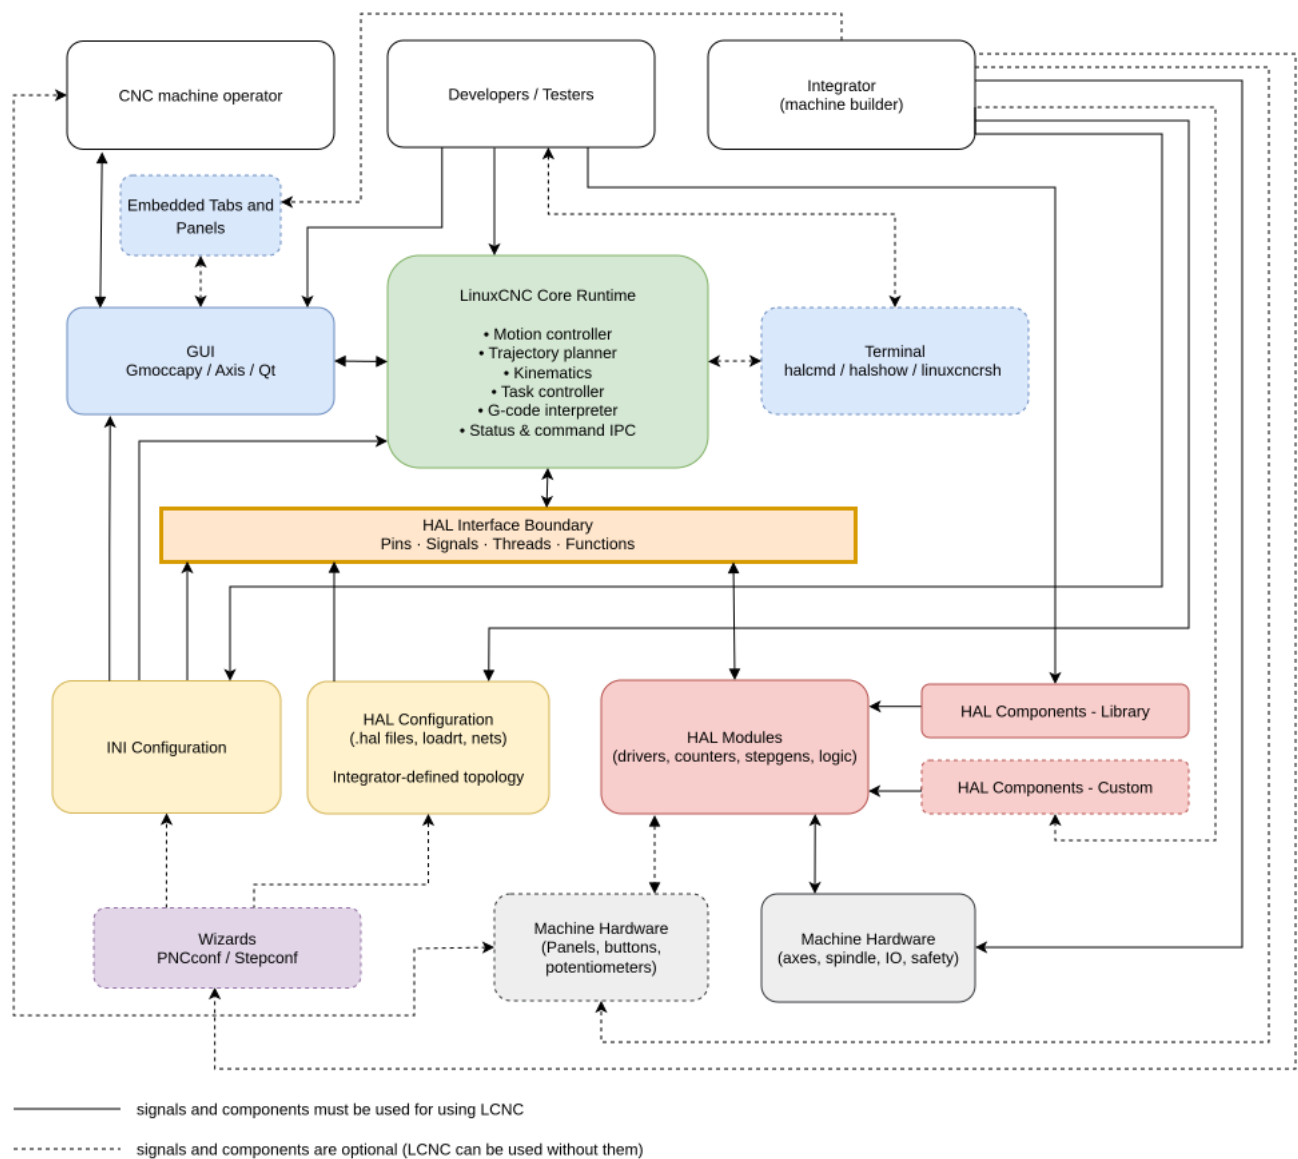 CNC machine operator
Developers / Testers
Integrator
(machine builder)
Embedded Tabs and
Panels
LinuxCNC Core Runtime
• Motion controller
• Trajectory planner
• Kinematics
• Task controller
• G-code interpreter
• Status & command IPC
GUI
Gmoccapy / Axis / Qt
Terminal
halcmd / halshow / linuxcncrsh
HAL Interface Boundary
Pins · Signals · Threads · Functions
INI Configuration
HAL Configuration
(.hal files, loadrt, nets)
Integrator-defined topology
HAL Modules
(drivers, counters, stepgens, logic)
HAL Components - Library
HAL Components - Custom
Wizards
PNCconf / Stepconf
Machine Hardware
(Panels, buttons,
potentiometers)
Machine Hardware
(axes, spindle, IO, safety)
signals and components must be used for using LCNC
signals and components are optional (LCNC can be used without them)